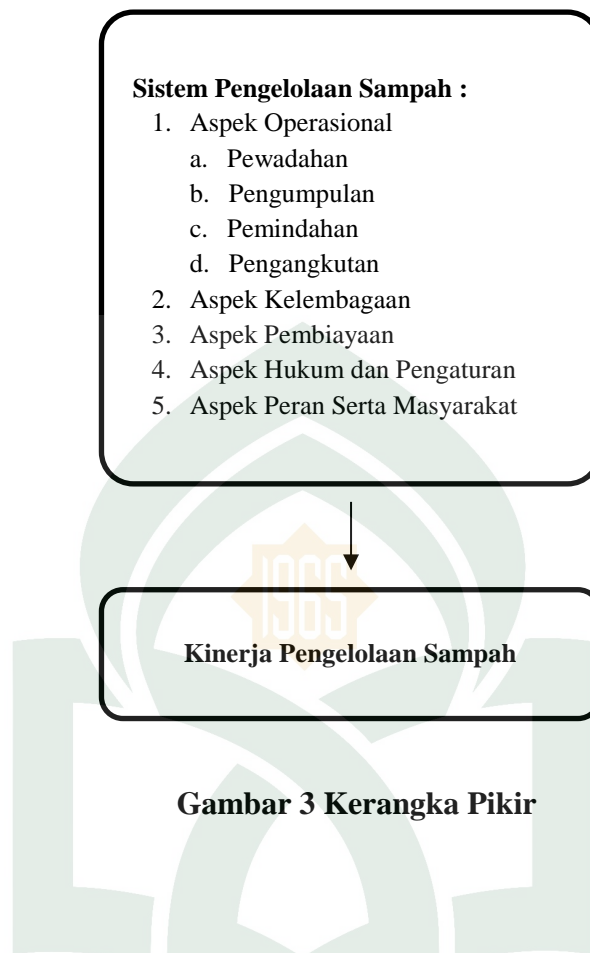 Sistem Pengelolaan Sampah :
1. Aspek Operasional
a. Pewadahan
b. Pengumpulan
c. Pemindahan
d. Pengangkutan
2. Aspek Kelembagaan
3. Aspek Pembiayaan
4. Aspek Hukum dan Pengaturan
5. Aspek Peran Serta Masyarakat
1965
Kinerja Pengelolaan Sampah
Gambar 3 Kerangka Pikir